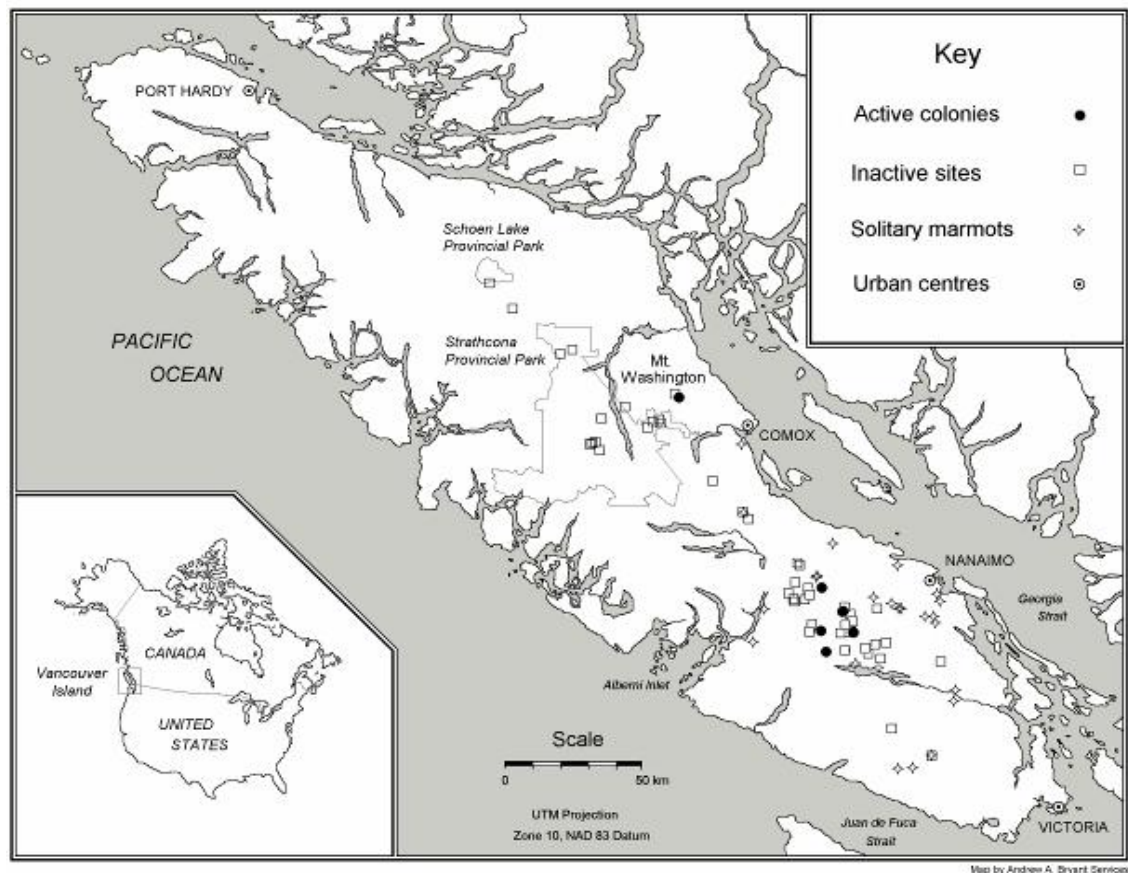 Key
Active colonies
Inactive sites
Solitary marmots
Urban centres
PORT HARDY
Schoen Lake
Provincial Park
PACIFIC
OCEAN
Strathcona
Provincial Park
Mt.
Washington
COMOX
NANAIMO
Georgia
Strait
CANADA
Vancouver
Island
UNITED
STATES
Alberni Inlet
Scale
0
50 km
UTM Projection
Zone 10, NAD 83 Datum
Juan de Fuca
Strait
VICTORIA
Map by Andrew A. Bryant Services